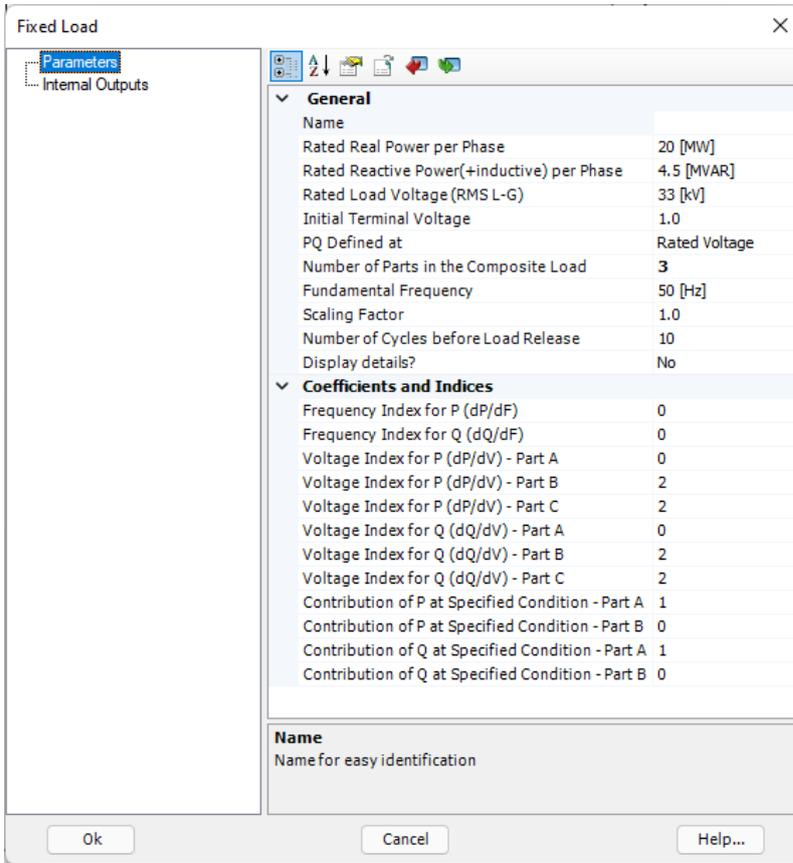 Fixed Load
Parameters
Internal Outputs
General
Name
Rated Real Power per Phase 20 [MW]
Rated Reactive Power(+inductive) per Phase 4.5 [MVAR]
Rated Load Voltage (RMS L-G) 33 [kV]
Initial Terminal Voltage 1.0
PQ Defined at Rated Voltage
Number of Parts in the Composite Load 3
Fundamental Frequency 50 [Hz]
Scaling Factor 1.0
Number of Cycles before Load Release 10
Display details? No
Coefficients and Indices
Frequency Index for P (dP/dF) 0
Frequency Index for Q (dQ/dF) 0
Voltage Index for P (dP/dV) - Part A 0
Voltage Index for P (dP/dV) - Part B 2
Voltage Index for P (dP/dV) - Part C 2
Voltage Index for Q (dQ/dV) - Part A 0
Voltage Index for Q (dQ/dV) - Part B 2
Voltage Index for Q (dQ/dV) - Part C 2
Contribution of P at Specified Condition - Part A 1
Contribution of P at Specified Condition - Part B 0
Contribution of Q at Specified Condition - Part A 1
Contribution of Q at Specified Condition - Part B 0
Name
Name for easy identification
Ok Cancel Help...